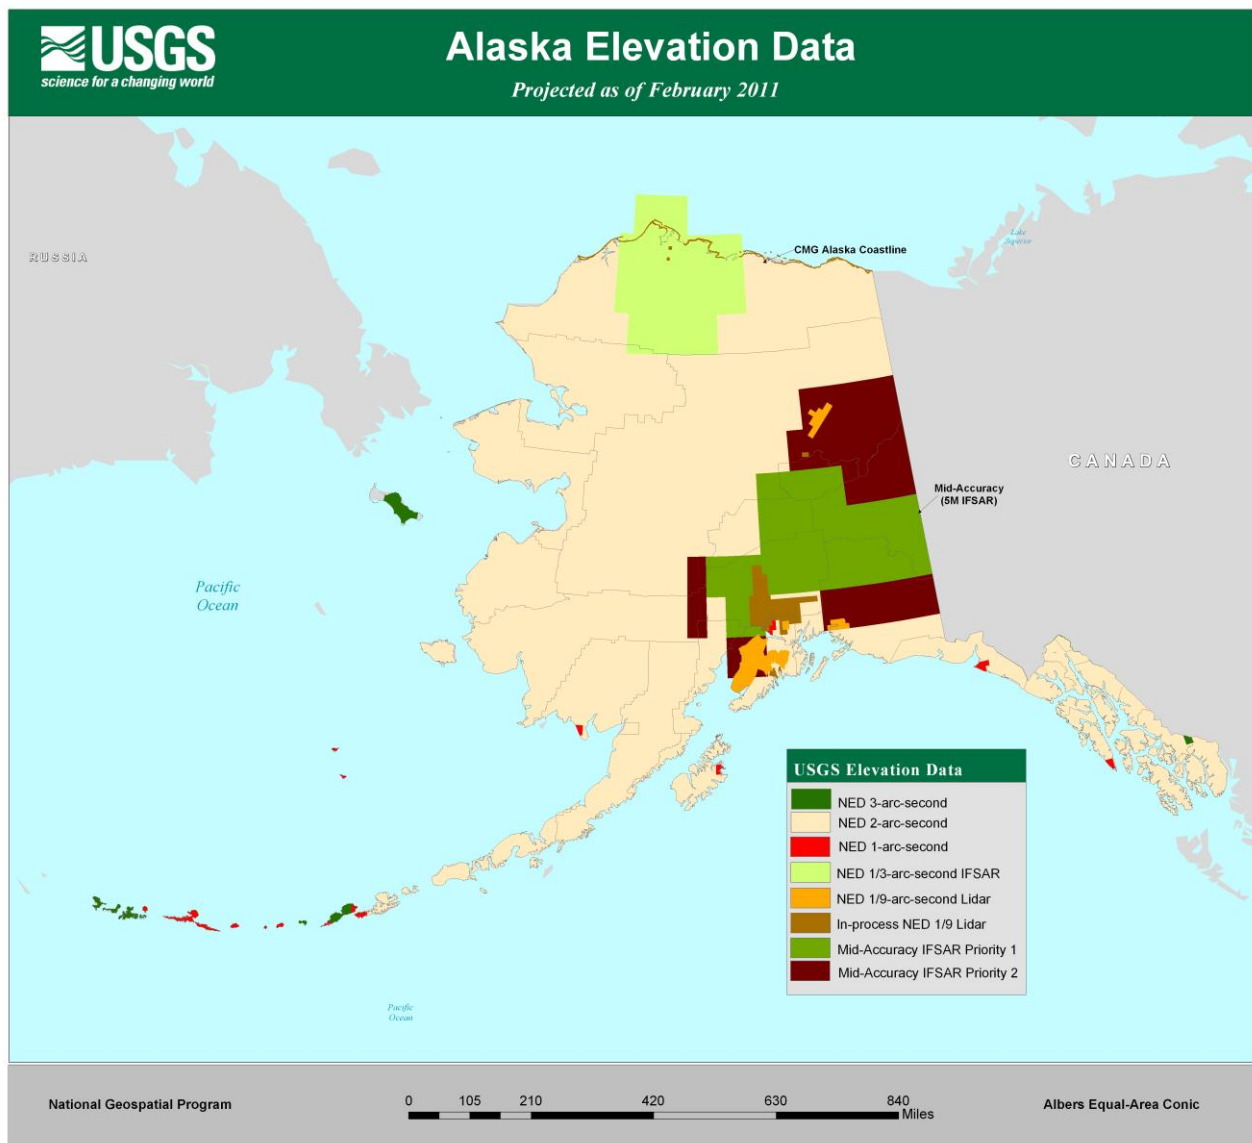 USGS
science for a changing world
Alaska Elevation Data
Projected as of February 2011
RUSSIA
Lake
Superior
CMG Alaska Coastline
CANADA
Mid-Accuracy
(5M IFSAR)
Pacific
Ocean
USGS Elevation Data
NED 3-arc-second
NED 2-arc-second
NED 1-arc-second
NED 1/3-arc-second IFSAR
NED 1/9-arc-second Lidar
In-process NED 1/9 Lidar
Mid-Accuracy IFSAR Priority 1
Mid-Accuracy IFSAR Priority 2
Pacific
Ocean
National Geospatial Program
0 105 210 420 630 840
Miles
Albers Equal-Area Conic